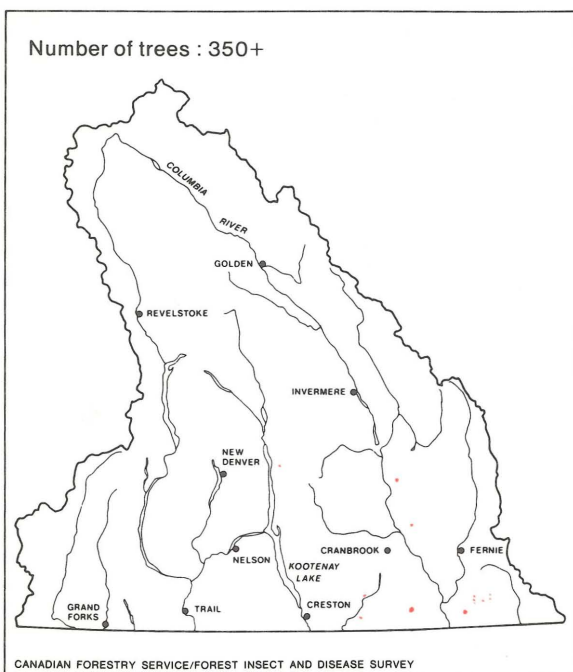 Number of trees : 350+
COLUMBIA
RIVER
GOLDEN
REVELSTOKE
INVERMERE
NEW
DENVER
NELSON
KOOTENAY
LAKE
CRANBROOK
FERNIE
GRAND
FORKS
TRAIL
CRESTON
CANADIAN FORESTRY SERVICE/FOREST INSECT AND DISEASE SURVEY